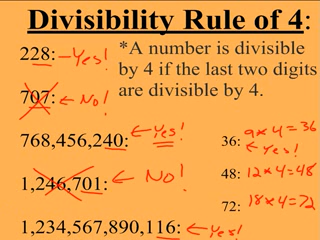 Divisibility Rule of 4:
228: - Yes!
*A number is divisible
by 4 if the last two digits
are divisible by 4.
707: ← No!
768,456,240: ← Yes!
36: 9 x 4 = 36
← Yes!
1,246,701: ← No!
48: 12 x 4 = 48
72: 18 x 4 = 72
1,234,567,890,116: ← Yes!